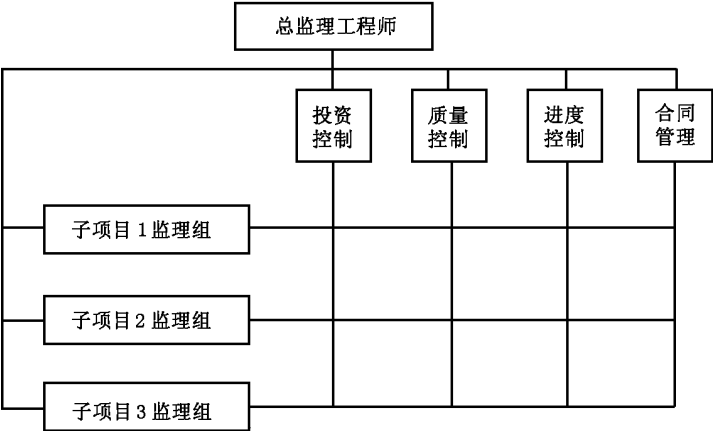 总监理工程师
投资
控制
质量
控制
进度
控制
合同
管理
子项目1监理组
子项目2监理组
子项目3监理组